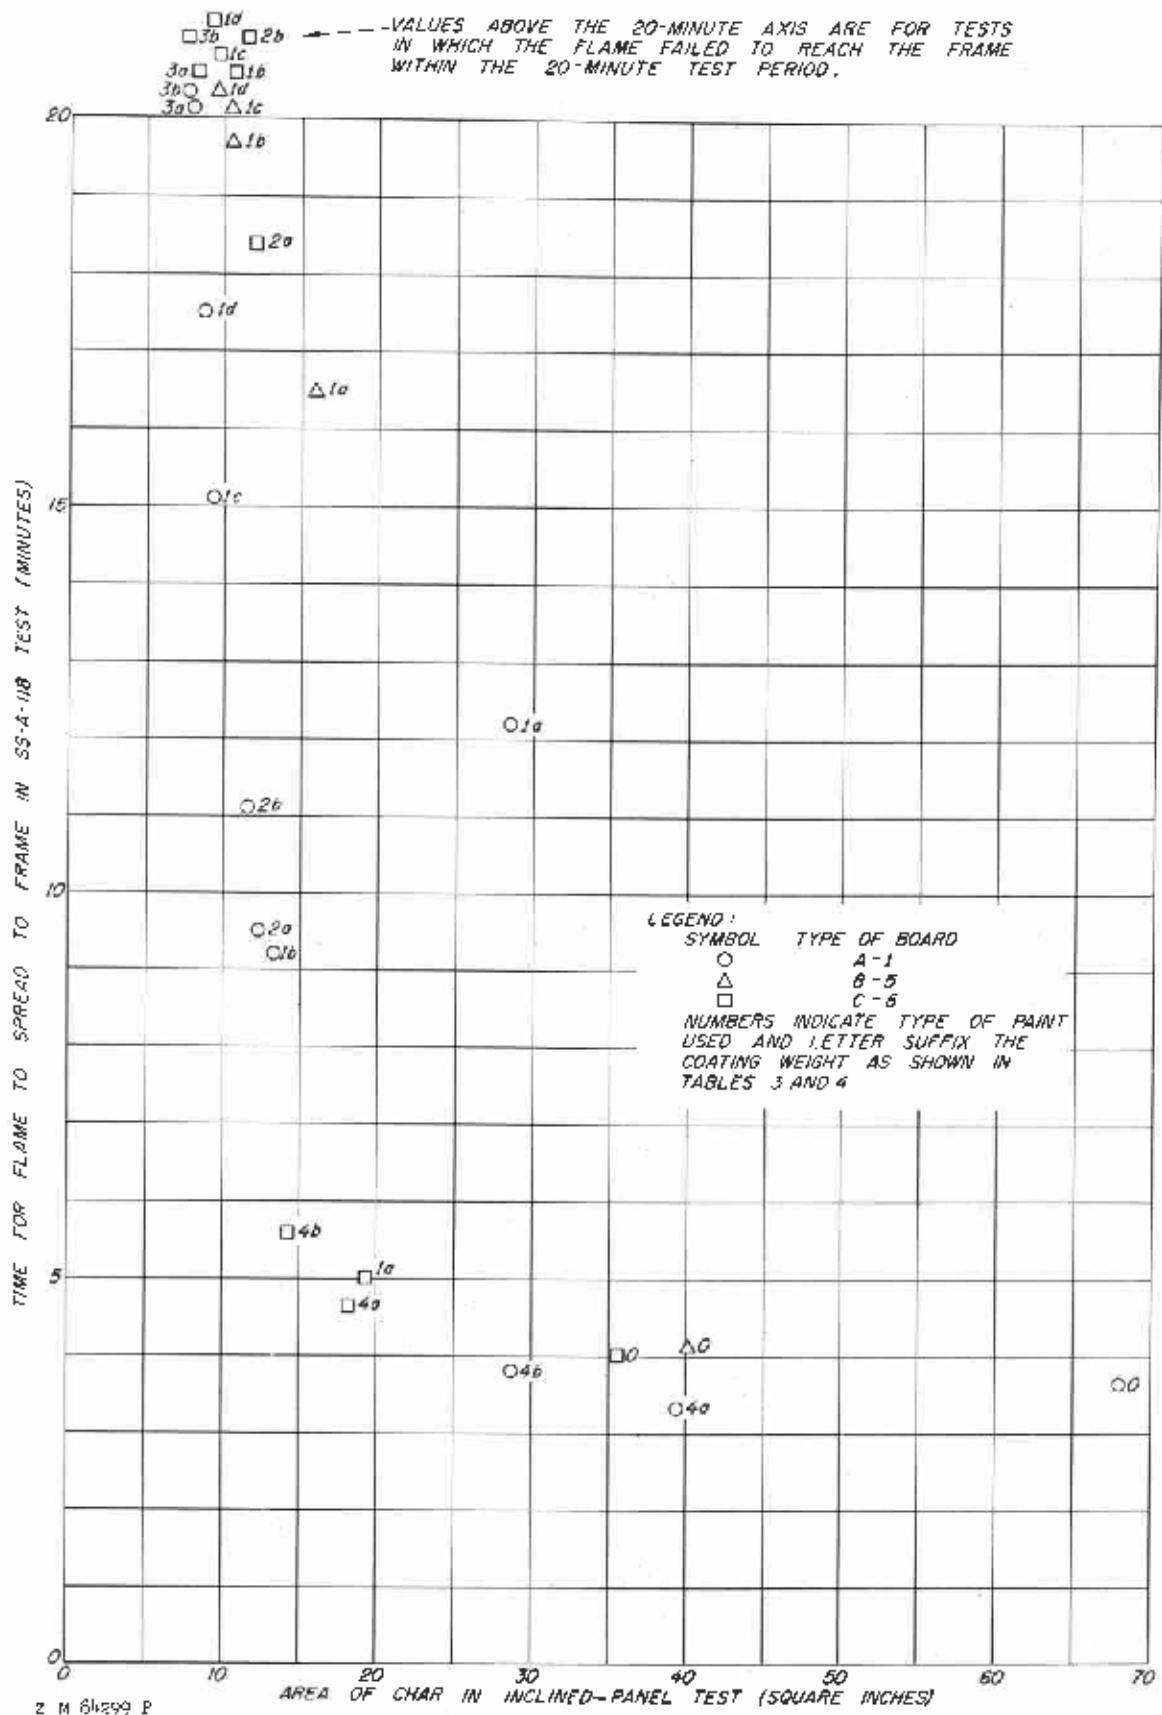 1d
3b 2b
VALUES ABOVE THE 20-MINUTE AXIS ARE FOR TESTS
IN WHICH THE FLAME FAILED TO REACH THE FRAME
WITHIN THE 20-MINUTE TEST PERIOD.
1c
3a 1b
3b 1d
3a 1c
20
1b
2a
1d
1a
15
1c
1a
2b
10
2a
1b
LEGEND:
SYMBOL TYPE OF BOARD
○ A-1
△ B-5
□ C-6
NUMBERS INDICATE TYPE OF PAINT
USED AND LETTER SUFFIX THE
COATING WEIGHT AS SHOWN IN
TABLES 3 AND 4
4b
5
1a
4a
0
0
4b
0
4a
0
0 10 20 30 40 50 60 70
TIME FOR FLAME TO SPREAD TO FRAME IN SS-A-118 TEST (MINUTES)
AREA OF CHAR IN INCLINED-PANEL TEST (SQUARE INCHES)
Z M 84299 P